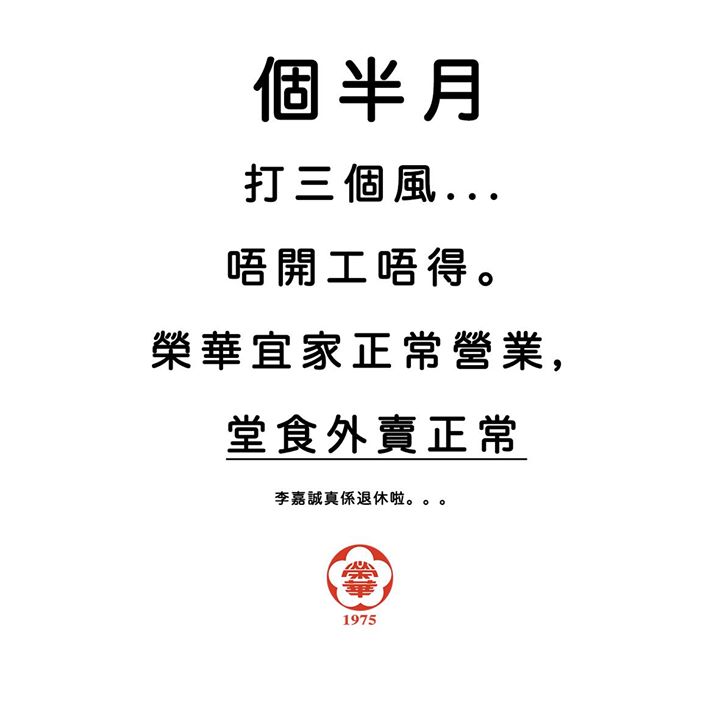 個半月
打三個風...
唔開工唔得。
榮華宜家正常營業,
堂食外賣正常
李嘉誠真係退休啦。。。
榮華
1975